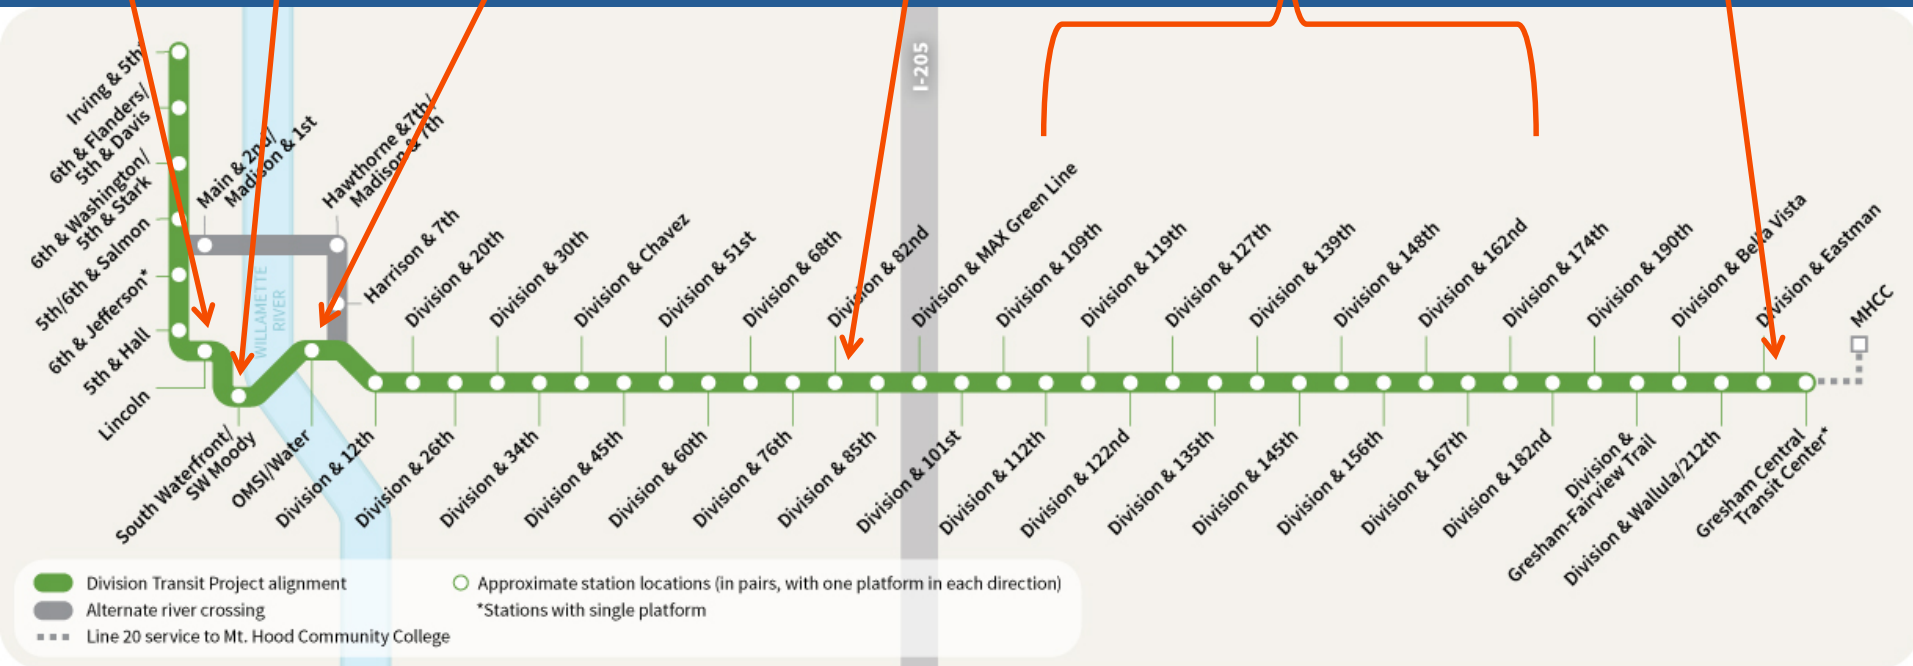 I-205
Irving & 5th*
6th & Flanders/
5th & Davis
6th & Washington/
5th & Stark
5th/6th & Salmon
6th & Jefferson*
5th & Hall
Lincoln
Main & 2nd/
Madison & 1st
Hawthorne &7th/
Madison & 7th
Harrison & 7th
WILLAMETTE
RIVER
Division & 20th
Division & 30th
Division & Chavez
Division & 51st
Division & 68th
Division & 82nd
Division & MAX Green Line
Division & 109th
Division & 119th
Division & 127th
Division & 139th
Division & 148th
Division & 162nd
Division & 174th
Division & 190th
Division & Bella Vista
Division & Eastman
MHCC
South Waterfront/
SW Moody
OMSI/Water
Division & 12th
Division & 26th
Division & 34th
Division & 45th
Division & 60th
Division & 76th
Division & 85th
Division & 101st
Division & 112th
Division & 122nd
Division & 135th
Division & 145th
Division & 156th
Division & 167th
Division & 182nd
Division &
Gresham-Fairview Trail
Division & Wallula/212th
Gresham Central
Transit Center*
Division Transit Project alignment
Alternate river crossing
Line 20 service to Mt. Hood Community College
Approximate station locations (in pairs, with one platform in each direction)
*Stations with single platform